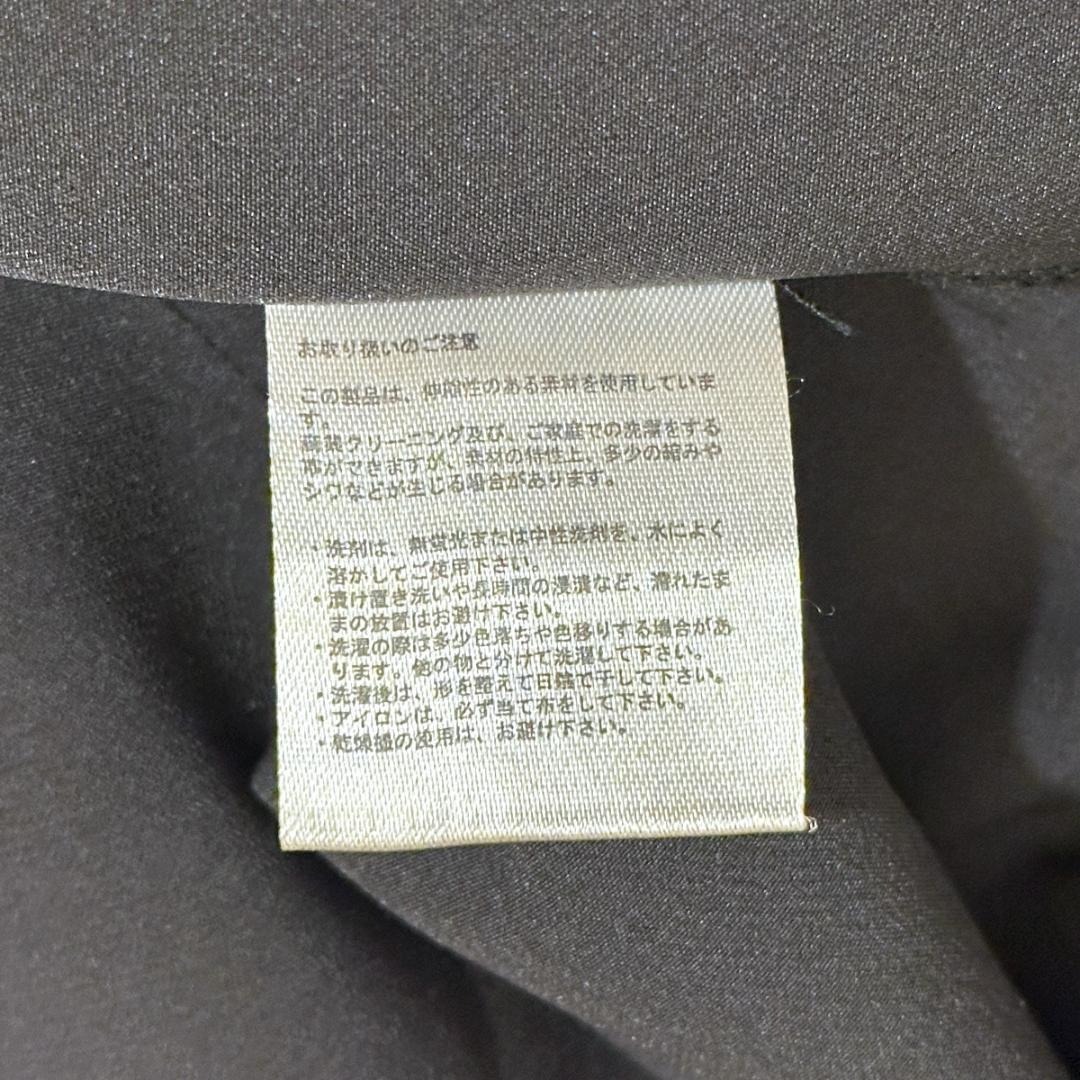 お取り扱いのご注意
この製品は、伸縮性のある素材を使用していま
す。
クリーニング及び、ご家庭での洗濯をする
事ができますが、素材の特性上、多少の縮みや
シワなどが生じる場合があります。
・洗剤は、無蛍光または中性洗剤を、水によく
溶かしてご使用下さい。
・漬け置き洗いや長時間の浸漬など、濡れたま
まの放置はお避け下さい。
・洗濯の際は多少色落ちや色移りする場合があ
ります。他の物と分けて洗濯して下さい。
・洗濯後は、形を整えて日陰で干して下さい。
・アイロンは、必ず当て布をして下さい。
・乾燥機の使用は、お避け下さい。